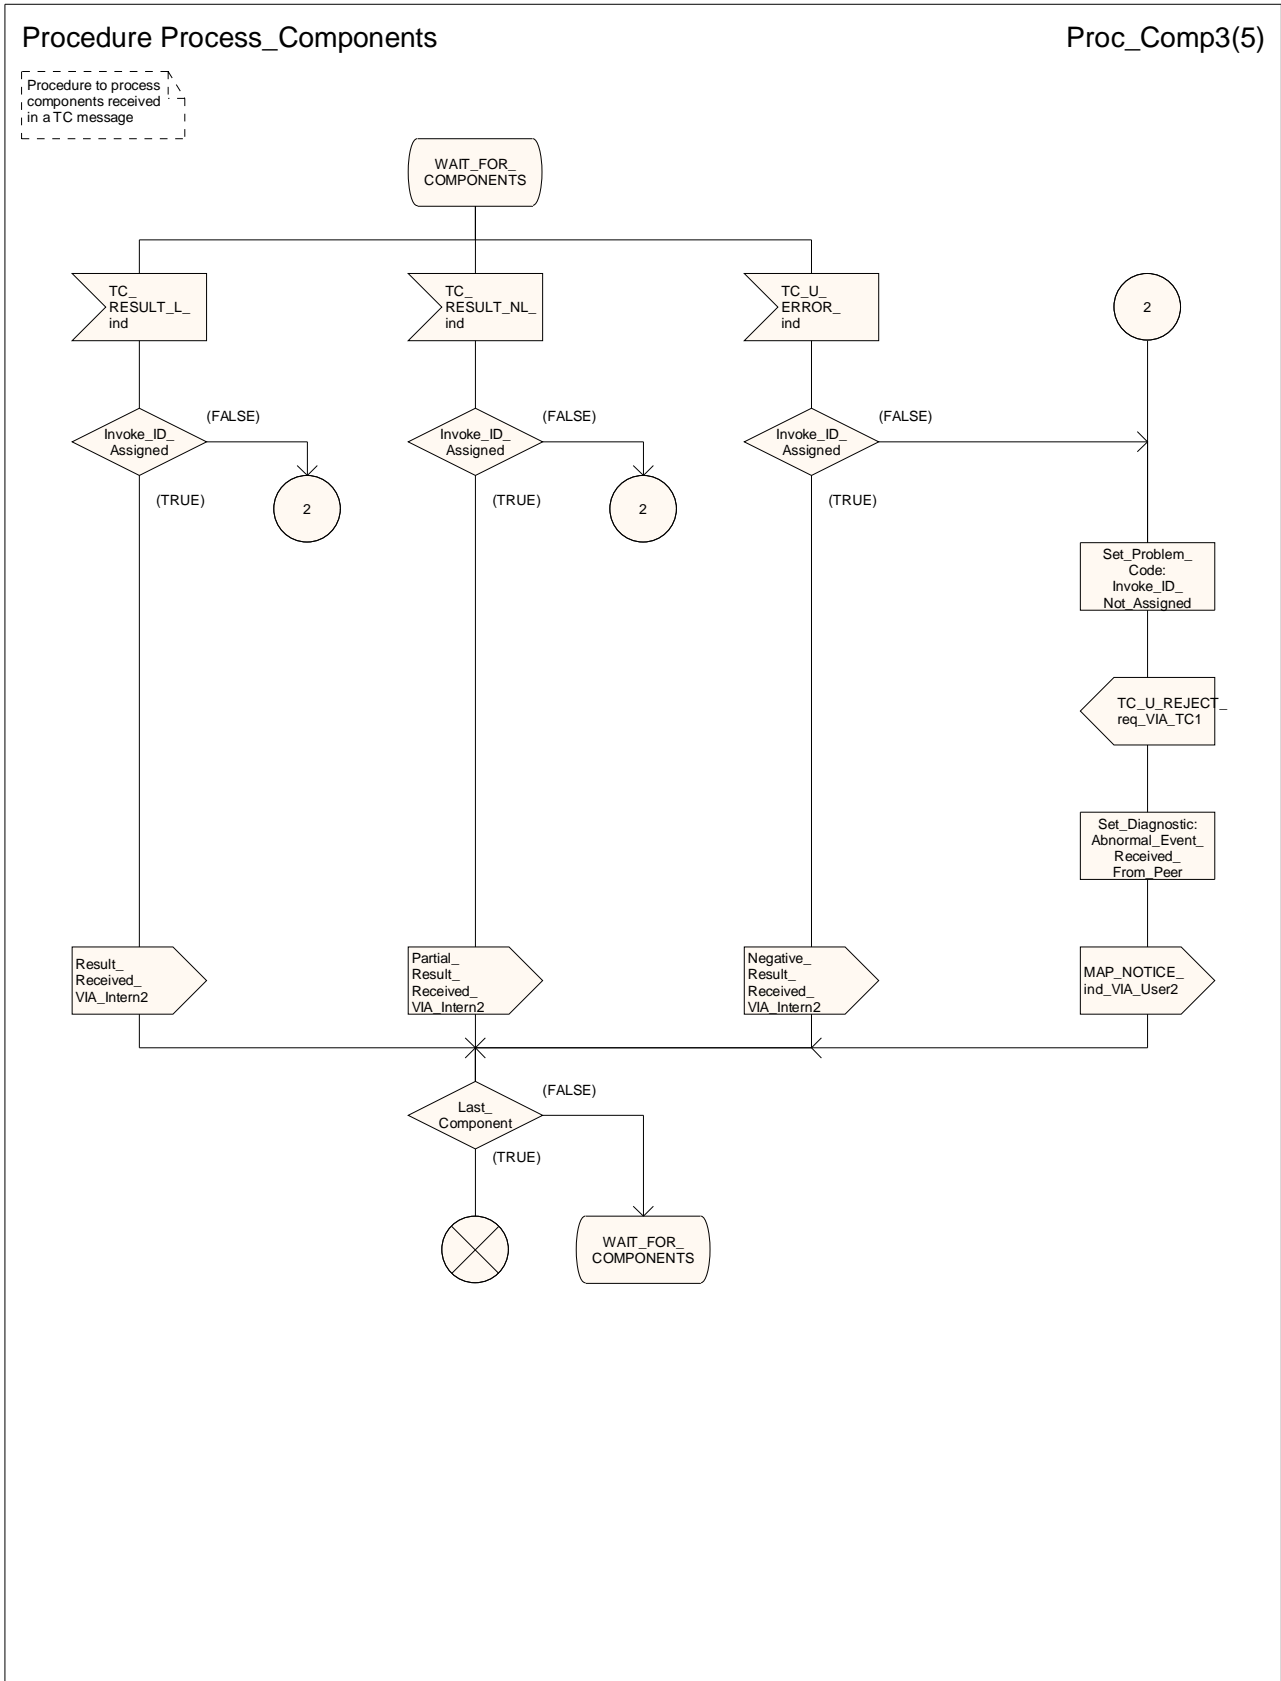 Procedure Process_Components
Proc_Comp3(5)
Procedure to process
components received
in a TC message
WAIT_FOR_
COMPONENTS
TC_
RESULT_L_
ind
TC_
RESULT_NL_
ind
TC_U_
ERROR_
ind
2
Invoke_ID_
Assigned
(FALSE)
Invoke_ID_
Assigned
(FALSE)
Invoke_ID_
Assigned
(FALSE)
(TRUE)
2
(TRUE)
2
(TRUE)
Set_Problem_
Code:
Invoke_ID_
Not_Assigned
TC_U_REJECT_
req_VIA_TC1
Set_Diagnostic:
Abnormal_Event_
Received_
From_Peer
Result_
Received_
VIA_Intern2
Partial_
Result_
Received_
VIA_Intern2
Negative_
Result_
Received_
VIA_Intern2
MAP_NOTICE_
ind_VIA_User2
Last_
Component
(FALSE)
(TRUE)
WAIT_FOR_
COMPONENTS